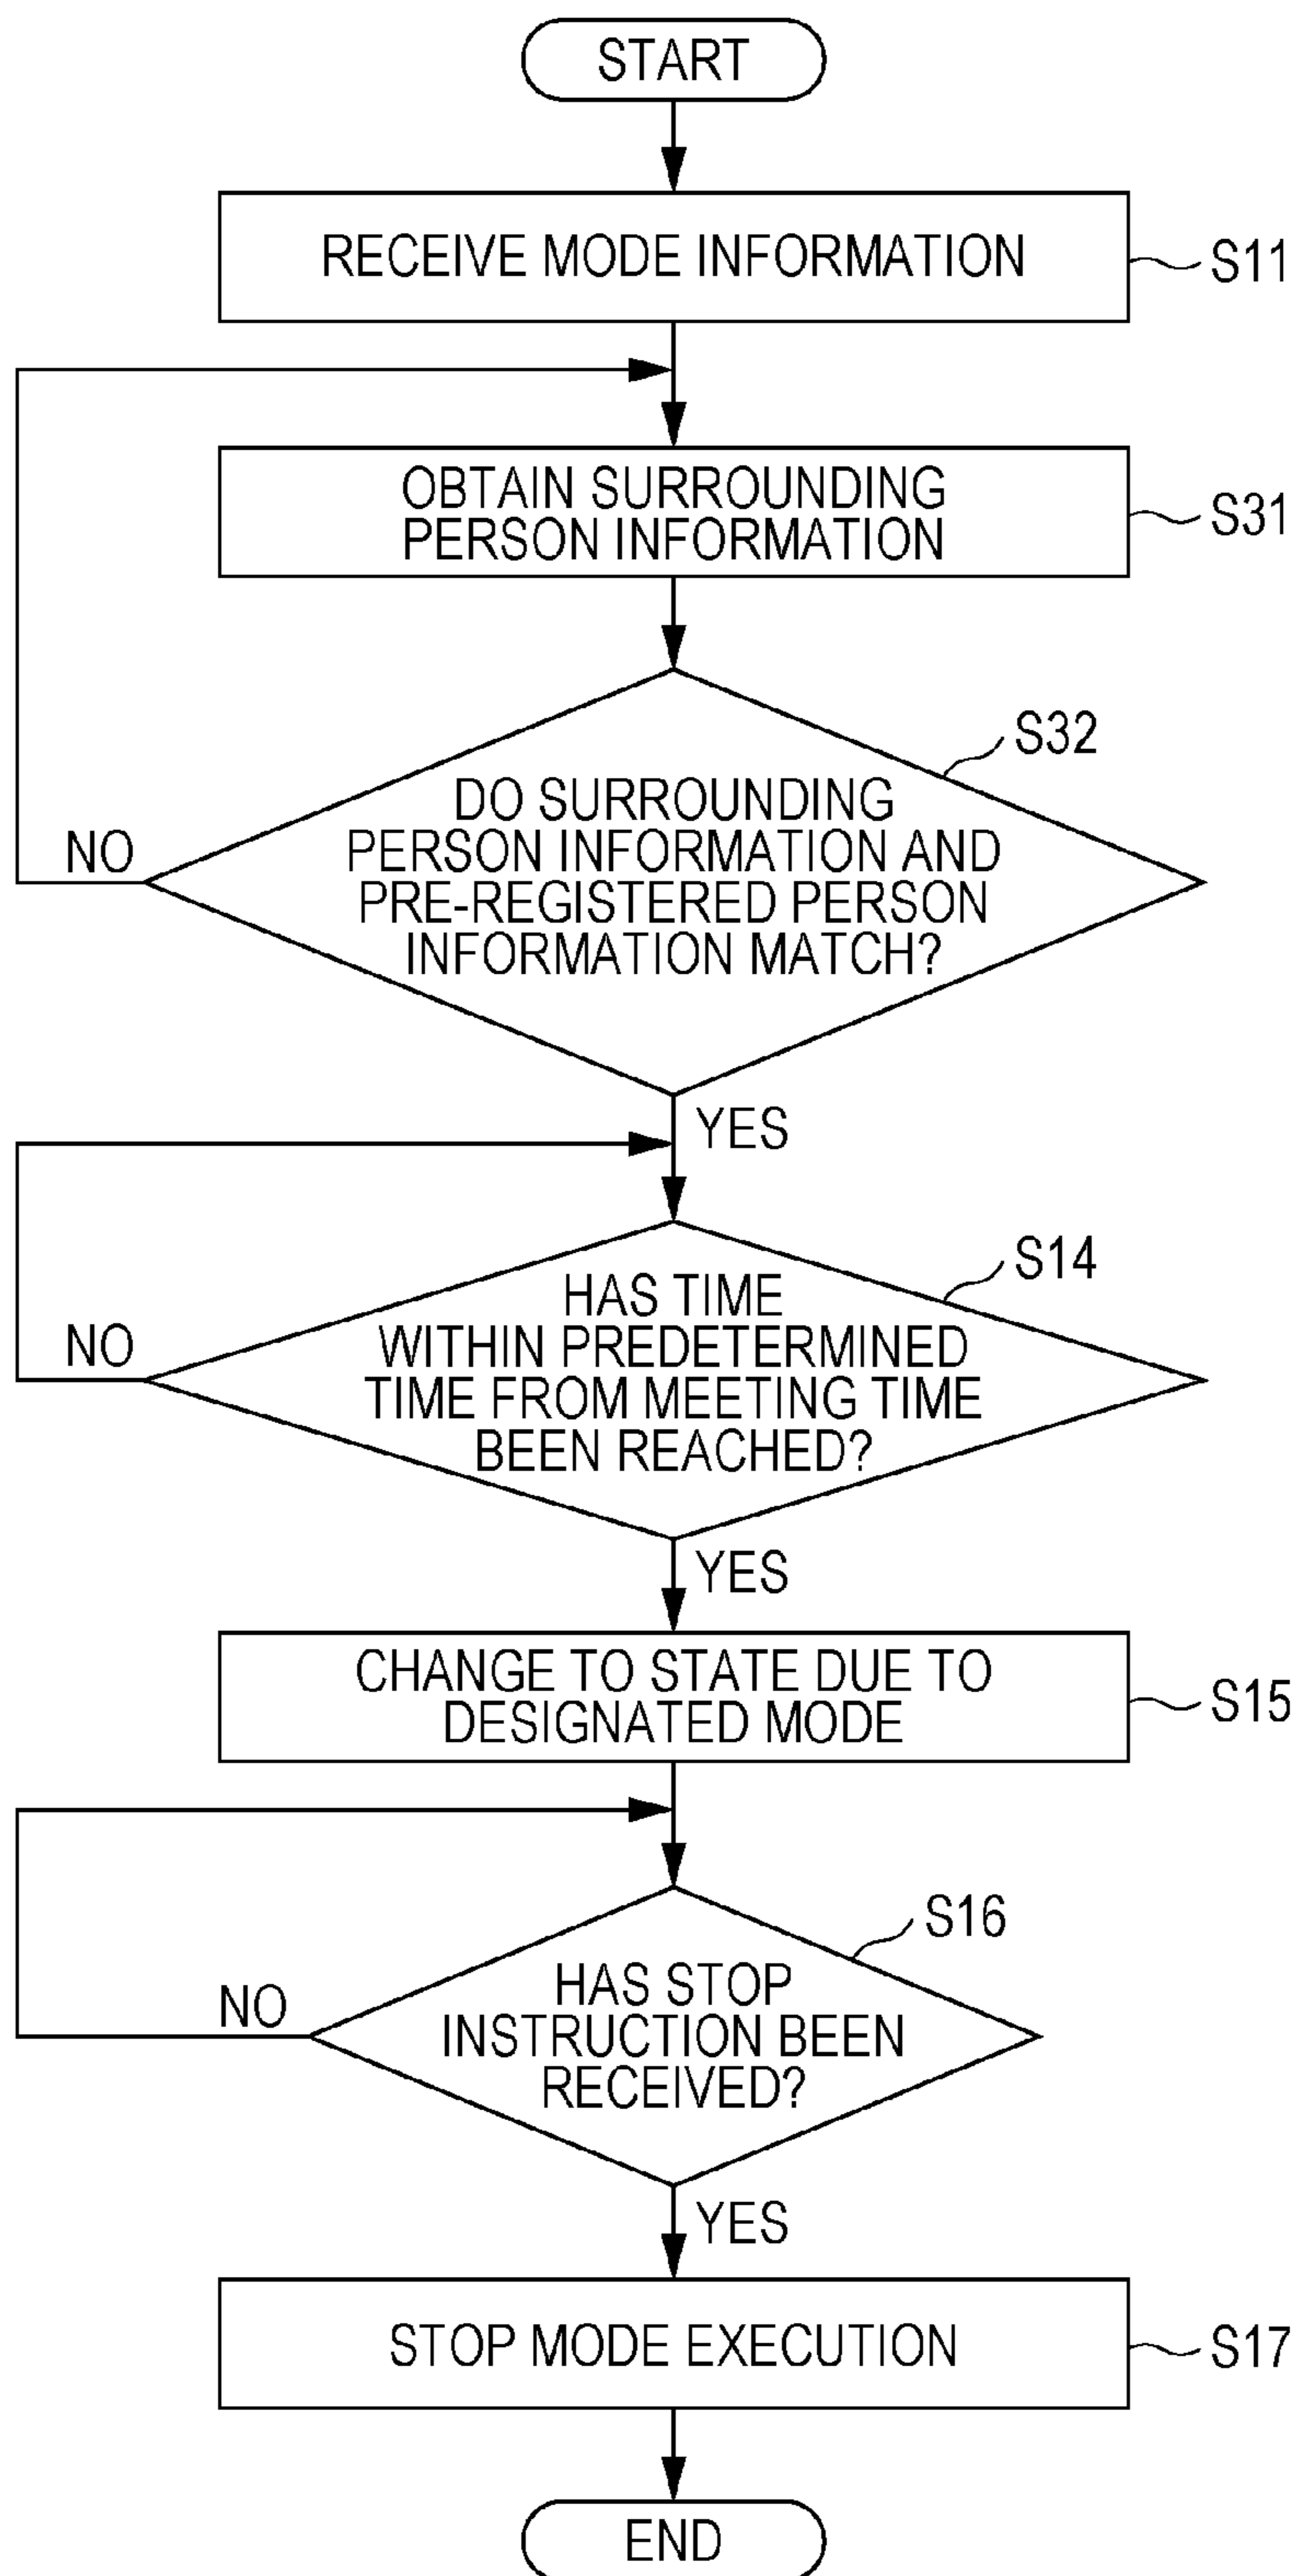 START
RECEIVE MODE INFORMATION
S11
OBTAIN SURROUNDING
PERSON INFORMATION
S31
S32
DO SURROUNDING
PERSON INFORMATION AND
PRE-REGISTERED PERSON
INFORMATION MATCH?
NO
YES
S14
HAS TIME
WITHIN PREDETERMINED
TIME FROM MEETING TIME
BEEN REACHED?
NO
YES
CHANGE TO STATE DUE TO
DESIGNATED MODE
S15
S16
HAS STOP
INSTRUCTION BEEN
RECEIVED?
NO
YES
STOP MODE EXECUTION
S17
END